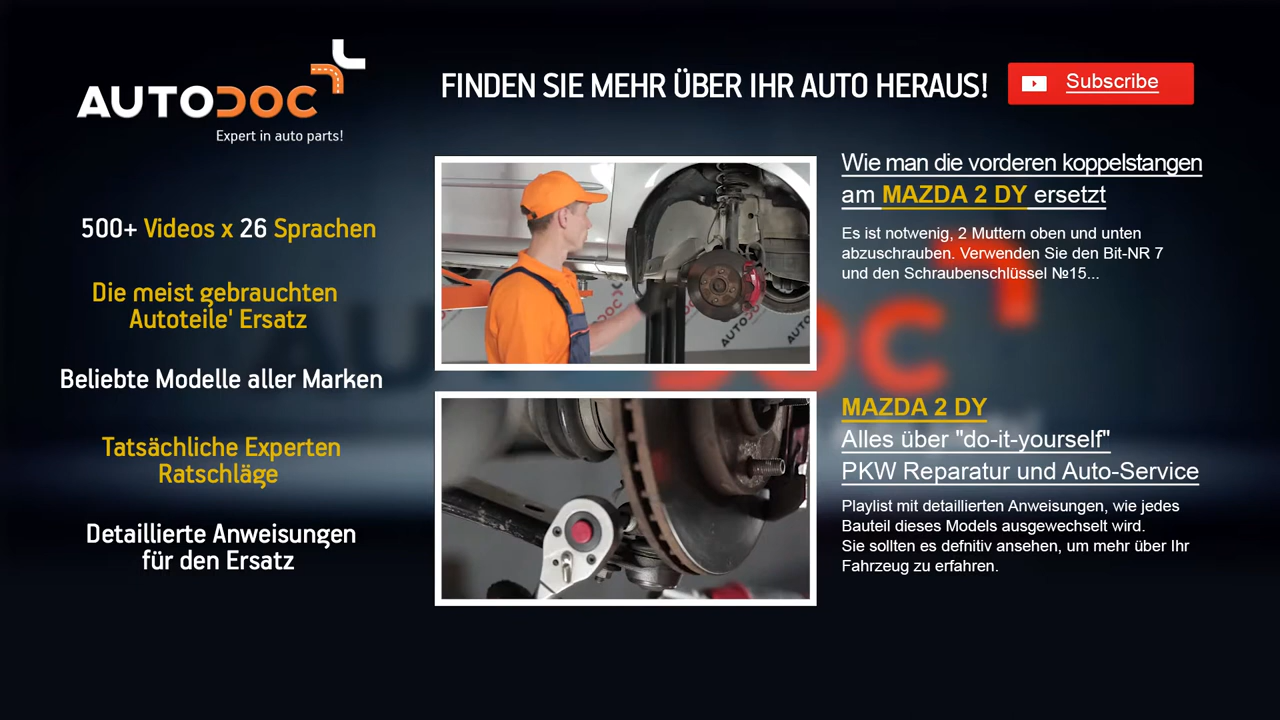 AUTODOC
Expert in auto parts!
FINDEN SIE MEHR ÜBER IHR AUTO HERAUS!
Subscribe
500+ Videos x 26 Sprachen
Die meist gebrauchten
Autoteile' Ersatz
Beliebte Modelle aller Marken
Tatsächliche Experten
Ratschläge
Detaillierte Anweisungen
für den Ersatz
Wie man die vorderen koppelstangen
am MAZDA 2 DY ersetzt
Es ist notwenig, 2 Muttern oben und unten
abzuschrauben. Verwenden Sie den Bit-NR 7
und den Schraubenschlüssel №15...
MAZDA 2 DY
Alles über "do-it-yourself"
PKW Reparatur und Auto-Service
Playlist mit detaillierten Anweisungen, wie jedes
Bauteil dieses Models ausgewechselt wird.
Sie sollten es defnitiv ansehen, um mehr über Ihr
Fahrzeug zu erfahren.